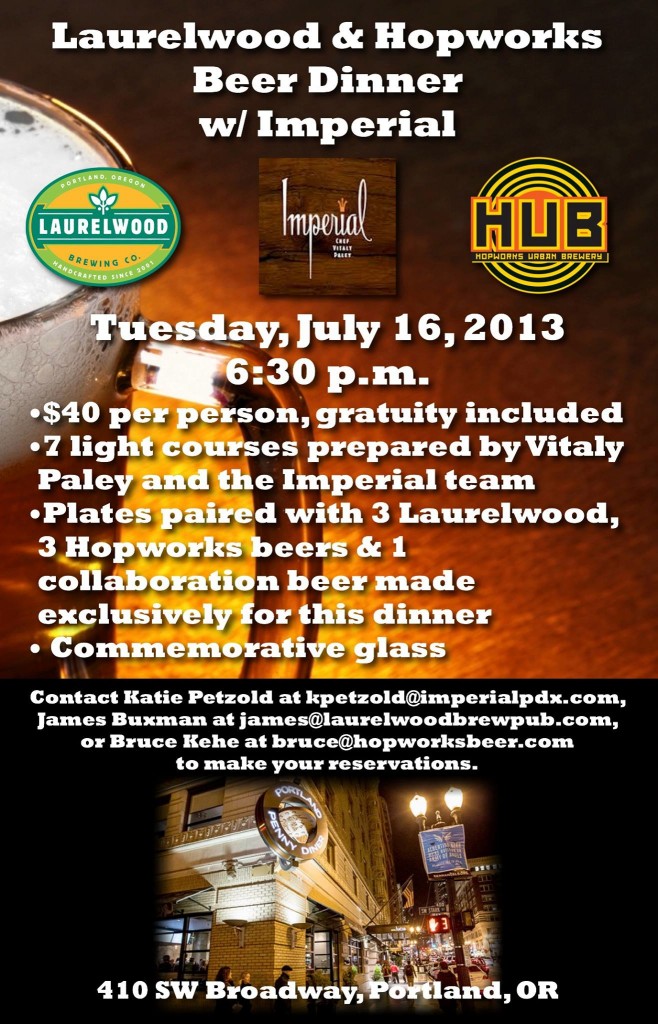 Laurelwood & Hopworks
Beer Dinner
w/ Imperial
PORTLAND, OREGON
LAURELWOOD
BREWING CO.
HANDCRAFTED SINCE 2001
Imperial
CHEF
VITALY
PALEY
HUB
HOPWORKS URBAN BREWERY
Tuesday, July 16, 2013
6:30 p.m.
•$40 per person, gratuity included
•7 light courses prepared by Vitaly
Paley and the Imperial team
•Plates paired with 3 Laurelwood,
3 Hopworks beers & 1
collaboration beer made
exclusively for this dinner
• Commemorative glass
Contact Katie Petzold at kpetzold@imperialpdx.com,
James Buxman at james@laurelwoodbrewpub.com,
or Bruce Kehe at bruce@hopworksbeer.com
to make your reservations.
PORTLAND
PENNY DINER
3
410 SW Broadway, Portland, OR